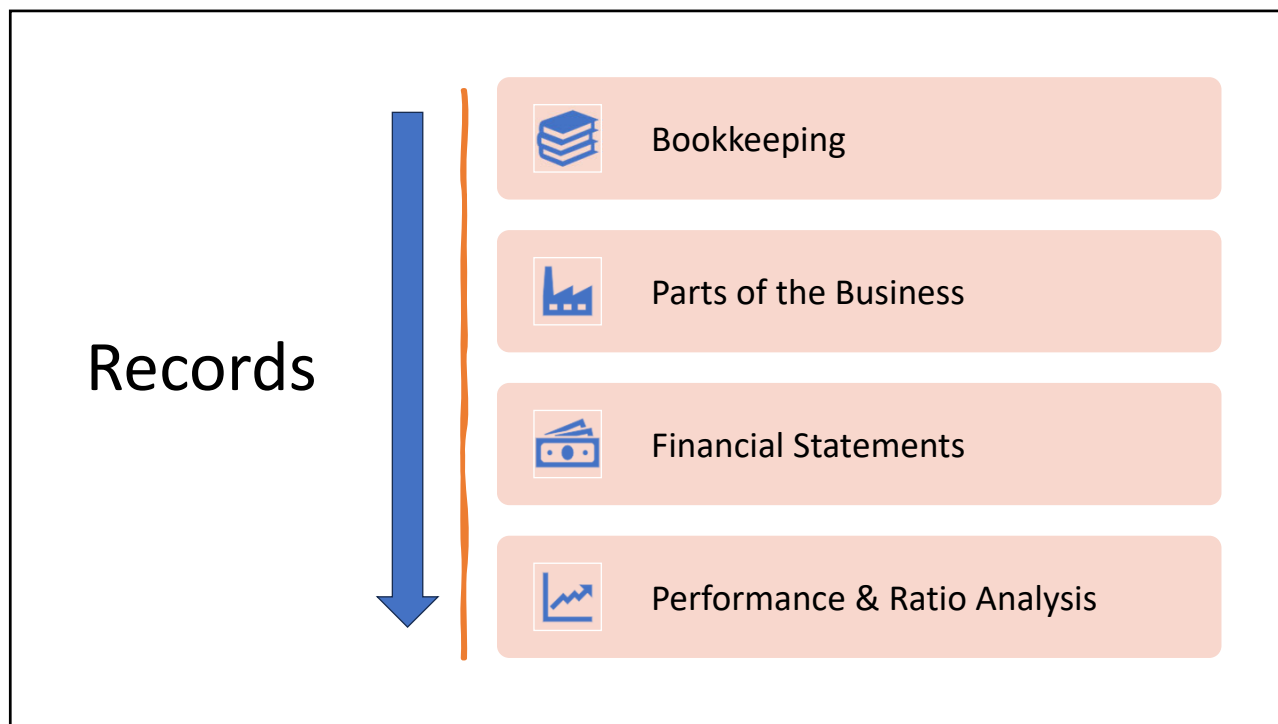 Records
Bookkeeping
Parts of the Business
Financial Statements
Performance & Ratio Analysis